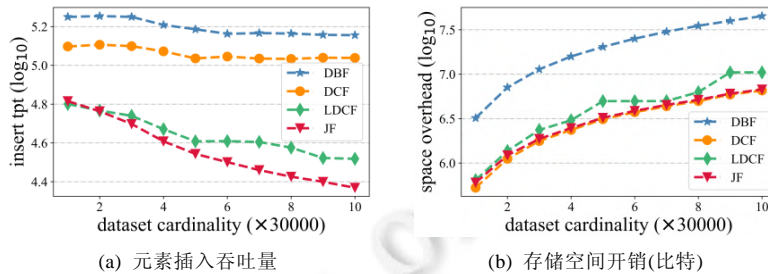 5.2
5.0
4.8
4.6
4.4
insert tpt (log10)
DBF
DCF
LDCF
JF
2 4 6 8 10
dataset cardinality (×30000)
(a) 元素插入吞吐量
7.5
7.0
6.5
6.0
space overhead (log10)
DBF
DCF
LDCF
JF
2 4 6 8 10
dataset cardinality (×30000)
(b) 存储空间开销(比特)